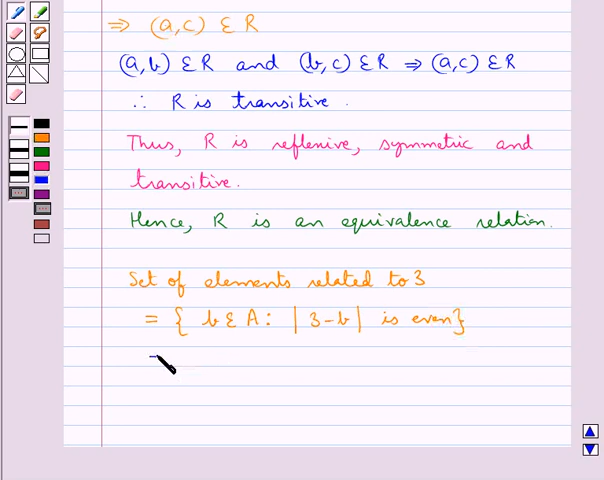 ⇒ (a,c) ε R
(a,b) ε R and (b,c) ε R ⇒ (a,c) ε R
∴ R is transitive.
Thus, R is reflenive, symmetric and
transitive.
Hence, R is an equivalence relation.
Set of elements related to 3
= { b ε A : | 3 - b | is even}